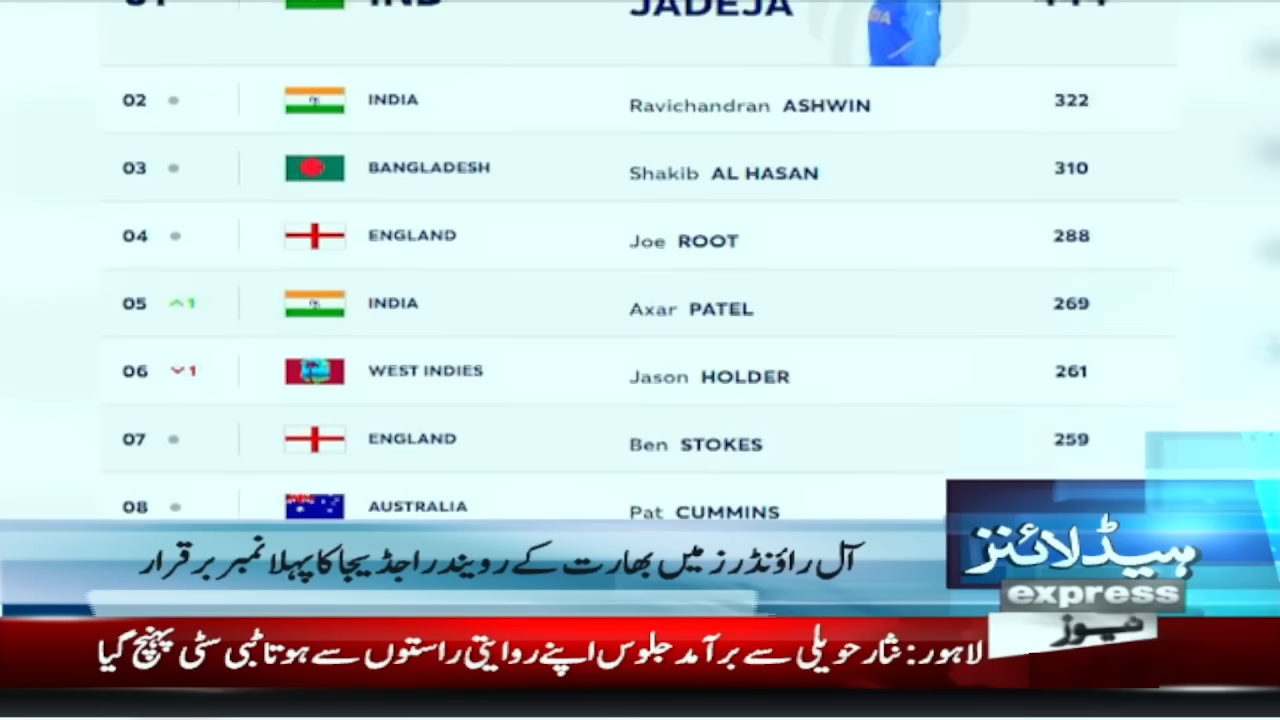 01 IND JADEJA 444
02 INDIA Ravichandran ASHWIN 322
03 BANGLADESH Shakib AL HASAN 310
04 ENGLAND Joe ROOT 288
05 1 INDIA Axar PATEL 269
06 1 WEST INDIES Jason HOLDER 261
07 ENGLAND Ben STOKES 259
08 AUSTRALIA Pat CUMMINS
ہیڈلائنز
آل راؤنڈرز میں بھارت کے رویندرا جڈیجا کا پہلا نمبر برقرار
express
نیوز
لاہور: نثار حویلی سے برآمد جلوس اپنے روایتی راستوں سے ہوتا ٹبی سٹی پہنچ گیا